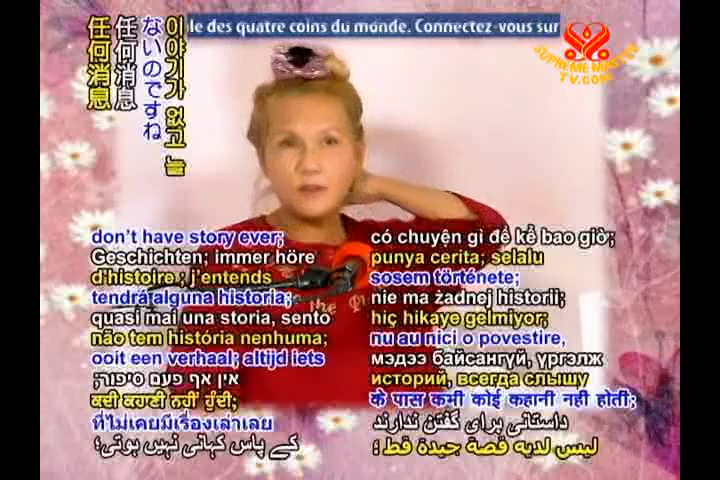 le des quatre coins du monde. Connectez-vous sur
SUPREME MASTER
TV.COM
이야기가 없고 늘
ないのですね
任何消息
任何消息
don't have story ever;
Geschichten; immer höre
d'histoire ; j'entends
tendrá alguna historia;
quasi mai una storia, sento
não tem história nenhuma;
ooit een verhaal; altijd iets
אין אף פעם סיפור;
ਕਦੀ ਕਹਾਣੀ ਨਹੀਂ ਹੁੰਦੀ;
ที่ไม่เคยมีเรื่องเล่าเลย
کے پاس کہانی نہیں ہوتی؛
có chuyện gì để kể bao giờ;
punya cerita; selalu
sosem története;
nie ma żadnej historii;
hiç hikaye gelmiyor;
nu au nici o povestire,
мэдээ байсангүй, үргэлж
историй, всегда слышу
के पास कभी कोई कहानी नही होती;
داستانی برای گفتن ندارند
ليس لديه قصة جيدة قط؛